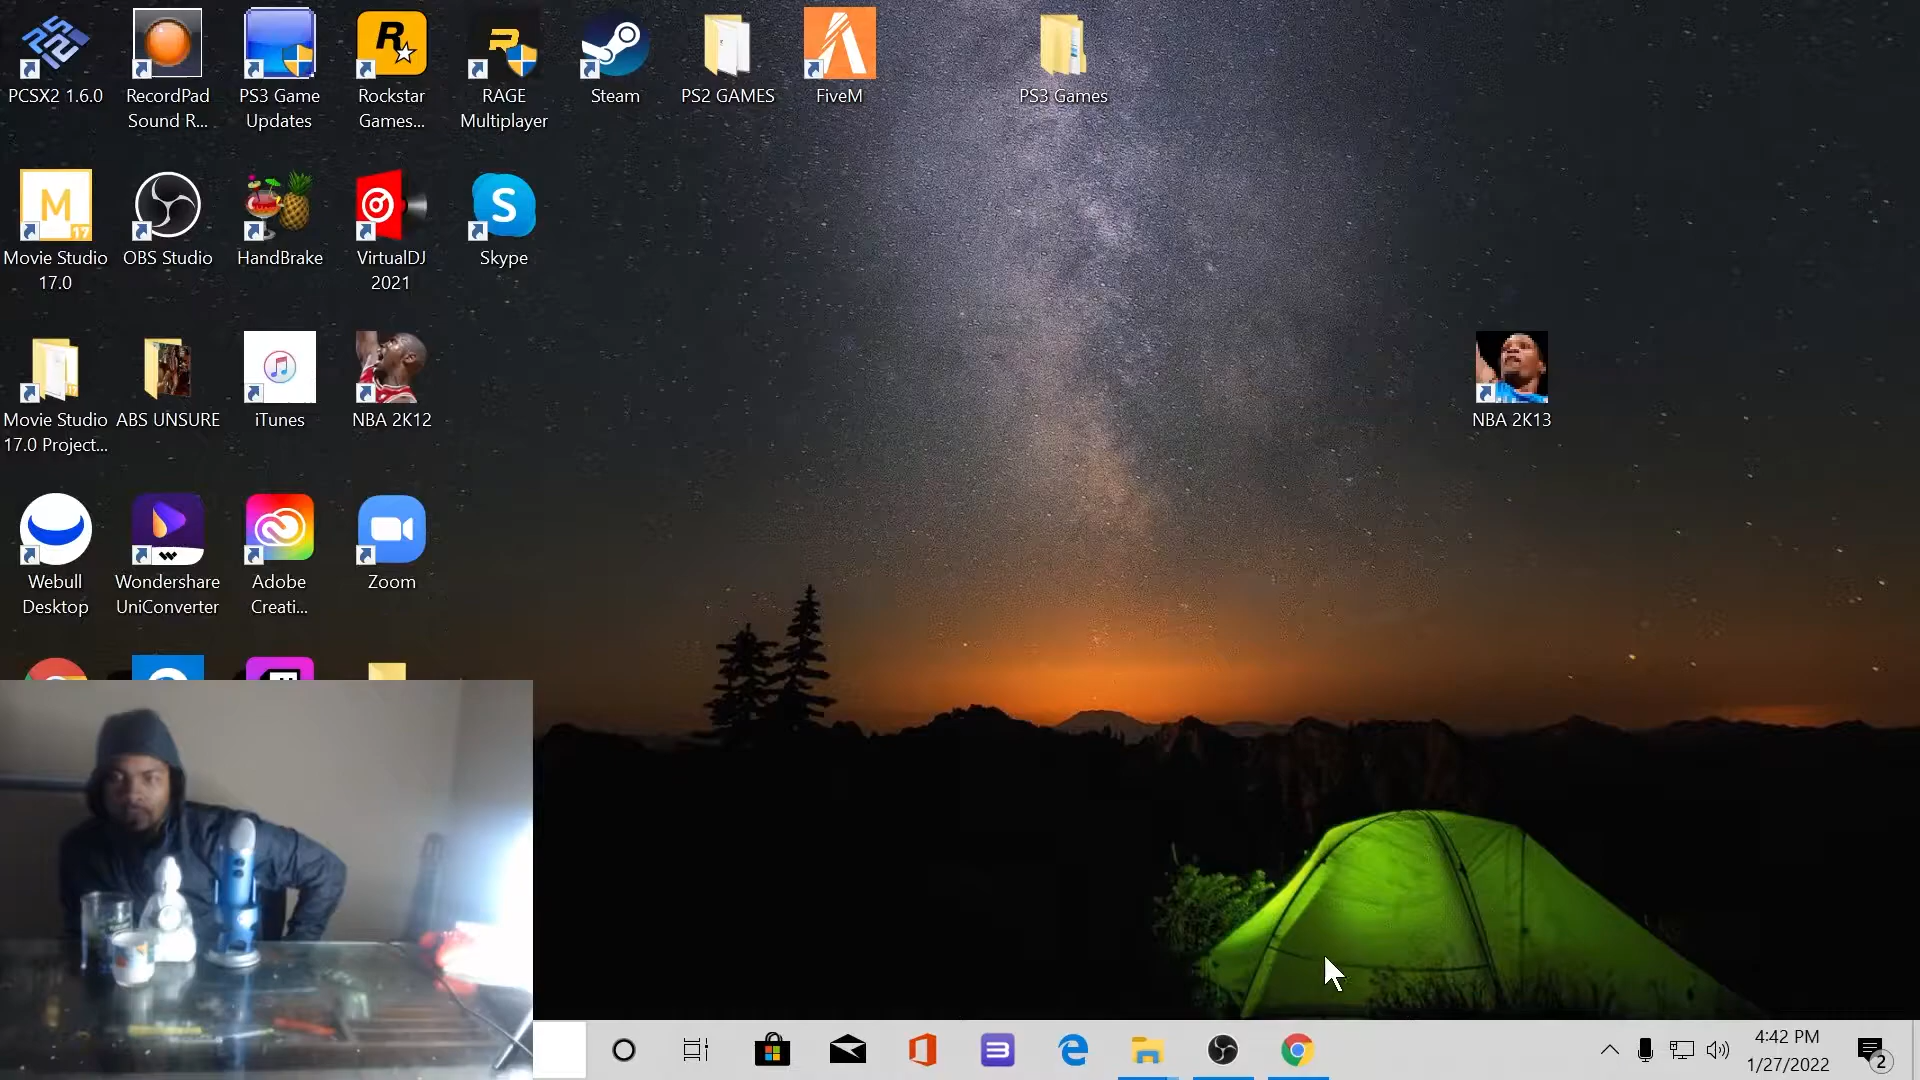 PCSX2 1.6.0
RecordPad
Sound R...
PS3 Game
Updates
Rockstar
Games...
RAGE
Multiplayer
Steam
PS2 GAMES
FiveM
PS3 Games
Movie Studio
17.0
OBS Studio
HandBrake
VirtualDJ
2021
Skype
Movie Studio
17.0 Project...
ABS UNSURE
iTunes
NBA 2K12
NBA 2K13
Webull
Desktop
Wondershare
UniConverter
Adobe
Creati...
Zoom
4:42 PM
1/27/2022
2